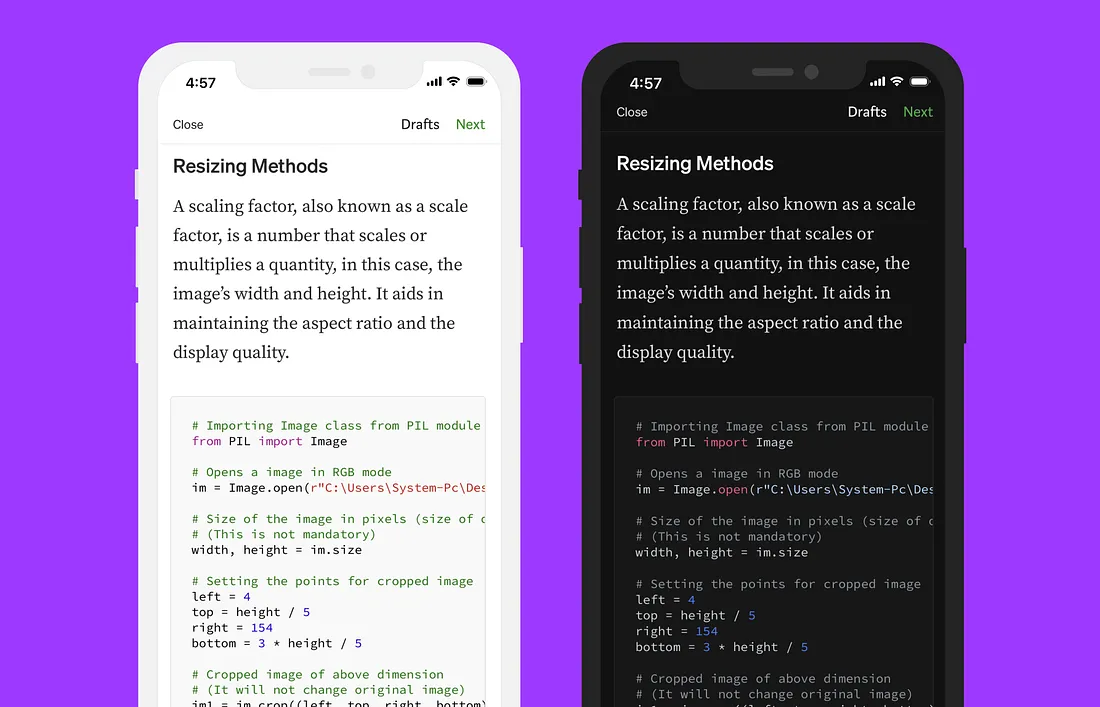 4:57
Close
Drafts
Next
Resizing Methods
A scaling factor, also known as a scale
factor, is a number that scales or
multiplies a quantity, in this case, the
image’s width and height. It aids in
maintaining the aspect ratio and the
display quality.
# Importing Image class from PIL module
from PIL import Image
# Opens a image in RGB mode
im = Image.open(r"C:\Users\System-Pc\Des
# Size of the image in pixels (size of
# (This is not mandatory)
width, height = im.size
# Setting the points for cropped image
left = 4
top = height / 5
right = 154
bottom = 3 * height / 5
# Cropped image of above dimension
# (It will not change original image)
im1 = im.crop((left, top, right, bottom)
4:57
Close
Drafts
Next
Resizing Methods
A scaling factor, also known as a scale
factor, is a number that scales or
multiplies a quantity, in this case, the
image’s width and height. It aids in
maintaining the aspect ratio and the
display quality.
# Importing Image class from PIL module
from PIL import Image
# Opens a image in RGB mode
im = Image.open(r"C:\Users\System-Pc\Des
# Size of the image in pixels (size of
# (This is not mandatory)
width, height = im.size
# Setting the points for cropped image
left = 4
top = height / 5
right = 154
bottom = 3 * height / 5
# Cropped image of above dimension
# (It will not change original image)